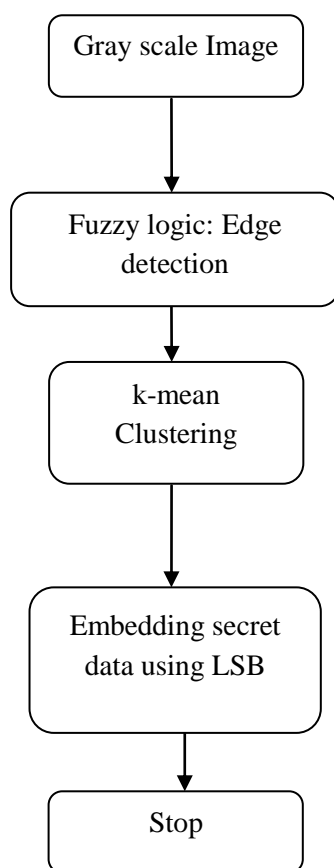 Gray scale Image
Fuzzy logic: Edge
detection
k-mean
Clustering
Embedding secret
data using LSB
Stop